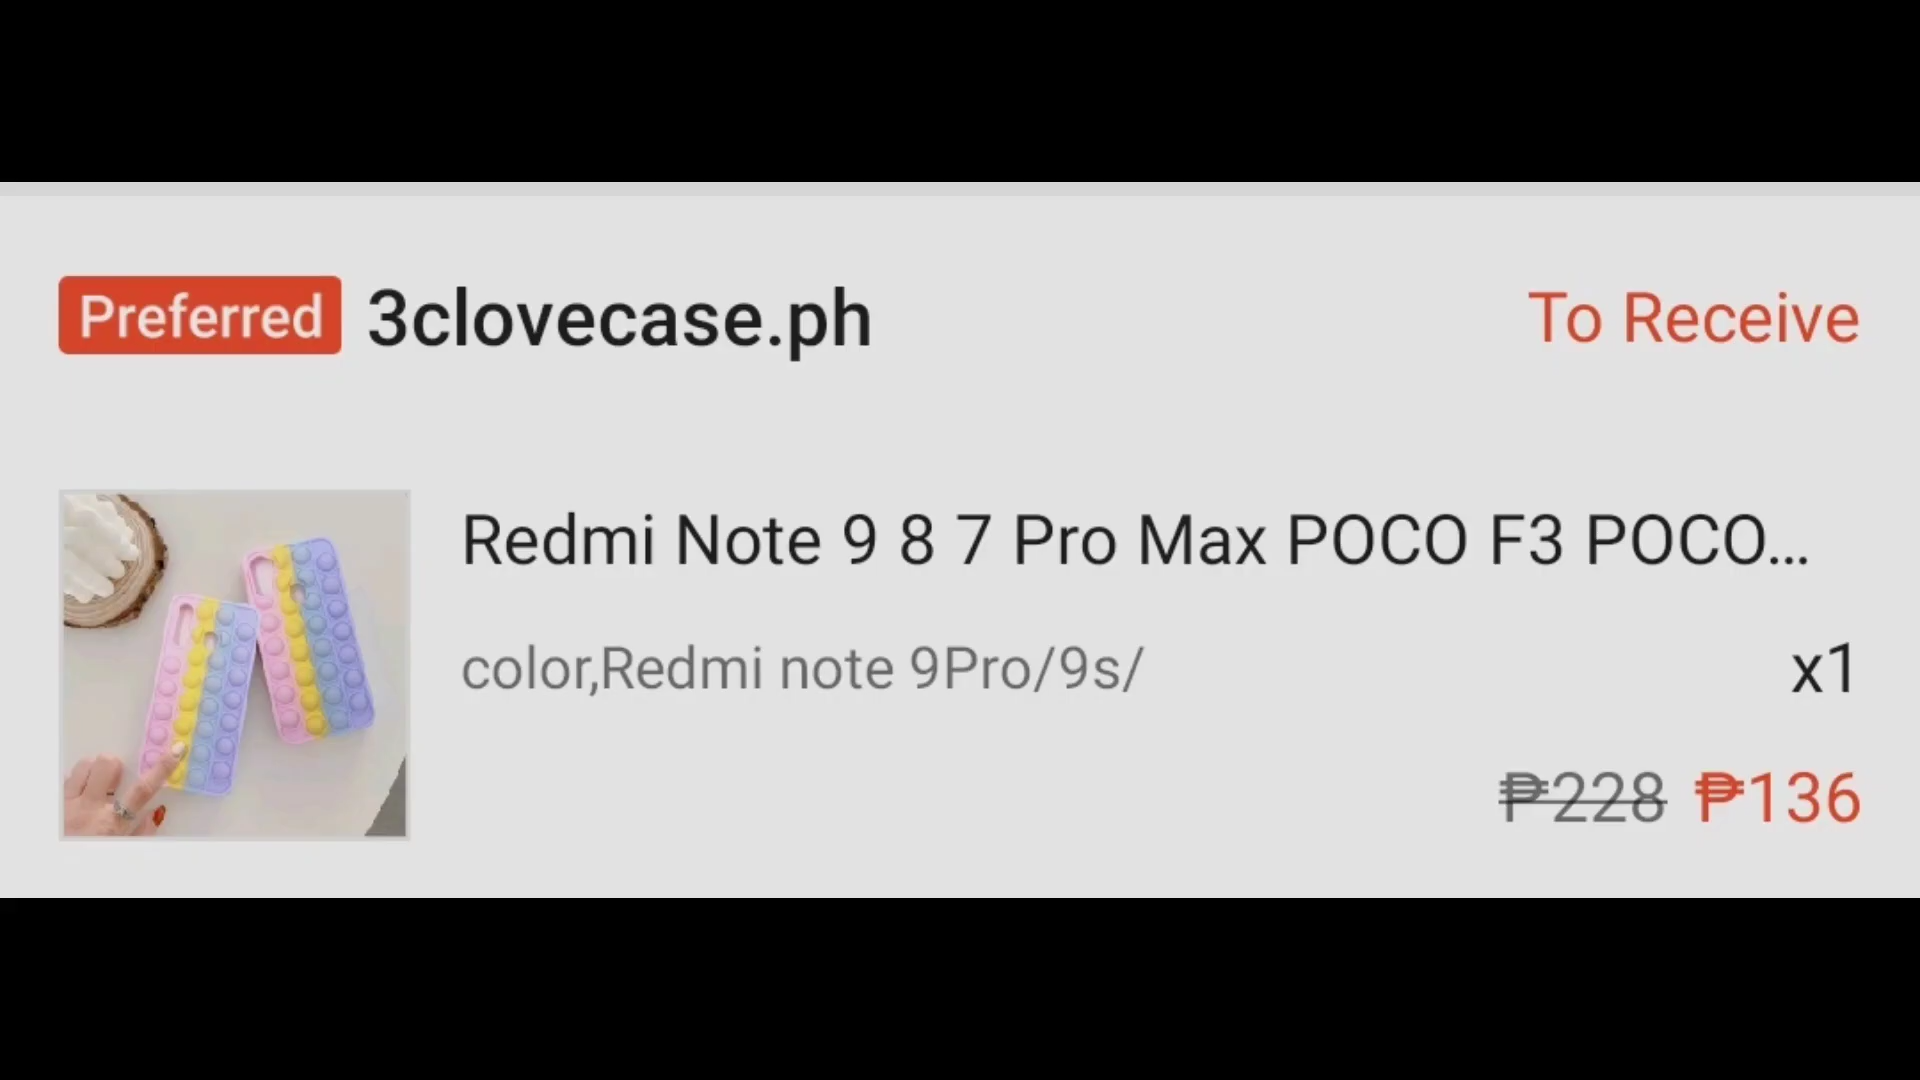 Preferred 3clovecase.ph To Receive
Redmi Note 9 8 7 Pro Max POCO F3 POCO...
color,Redmi note 9Pro/9s/ x1
₱228 ₱136